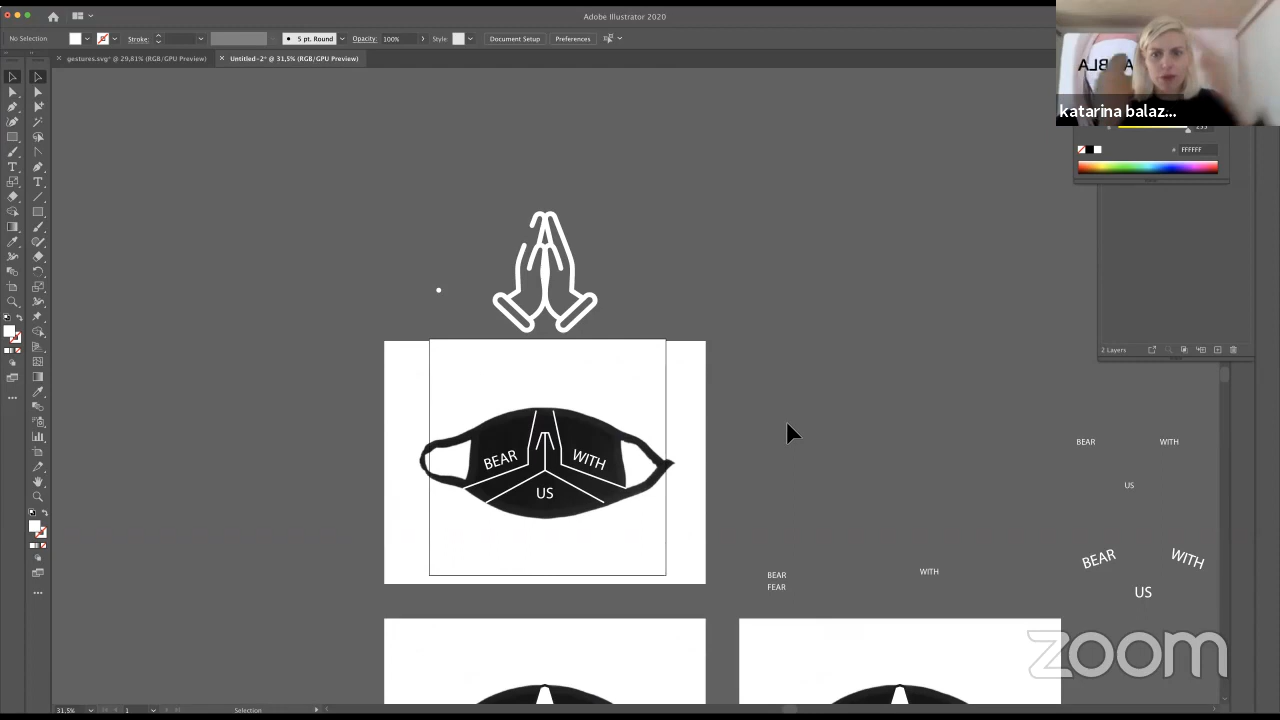 Adobe Illustrator 2020
No Selection
Stroke:
5 pt. Round
Opacity:
100%
Style
Document Setup
Preferences
gestures.svg* @ 29,81% (RGB/GPU Preview)
Untitled-2* @ 31,5% (RGB/GPU Preview)
katarina balaz...
# FFFFFF
2 Layers
BEAR
WITH
US
BEAR
WITH
US
BEAR
WITH
US
BEAR
FEAR
WITH
zoom
31,5%
1
Selection